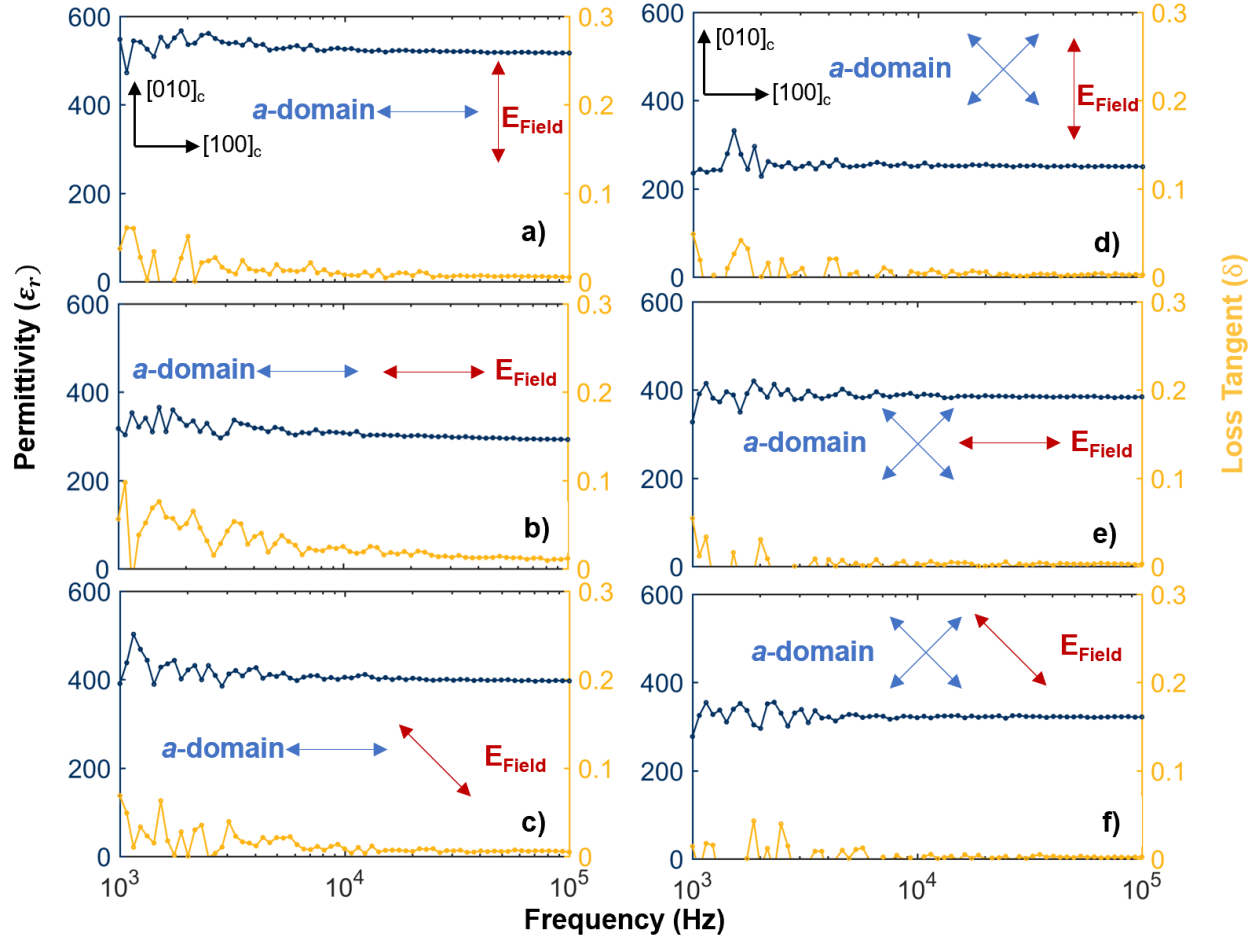 Permittivity (εr)
600
400
200
0
0.3
0.2
0.1
0
[010]c
[100]c
a-domain
EField
a)
600
400
200
0
0.3
0.2
0.1
0
a-domain
EField
b)
600
400
200
0
0.3
0.2
0.1
0
a-domain
EField
c)
10³
10⁴
10⁵
600
400
200
0
0.3
0.2
0.1
0
[010]c
[100]c
a-domain
EField
d)
600
400
200
0
0.3
0.2
0.1
0
a-domain
EField
e)
600
400
200
0
0.3
0.2
0.1
0
a-domain
EField
f)
10³
10⁴
10⁵
Loss Tangent (δ)
Frequency (Hz)